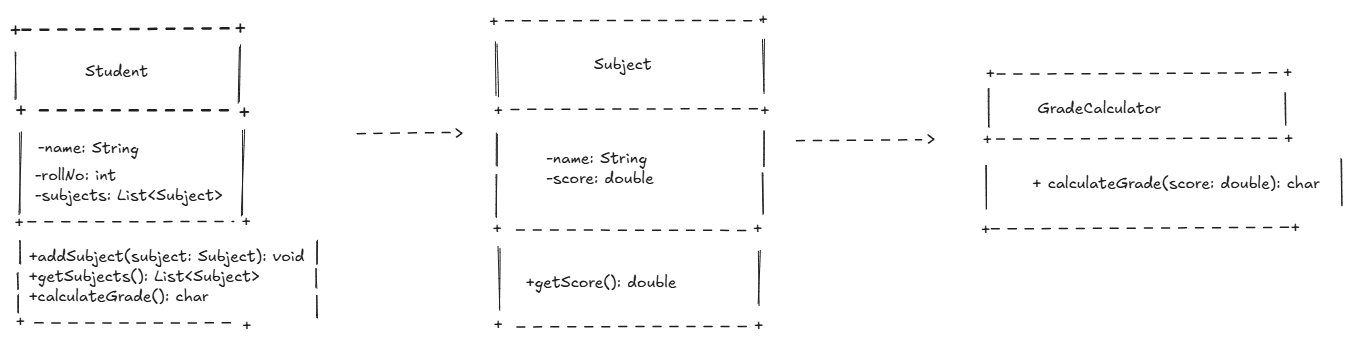 Student
-name: String
-rollNo: int
-subjects: List<Subject>
+addSubject(subject: Subject): void
+getSubjects(): List<Subject>
+calculateGrade(): char
Subject
-name: String
-score: double
+getScore(): double
GradeCalculator
+ calculateGrade(score: double): char